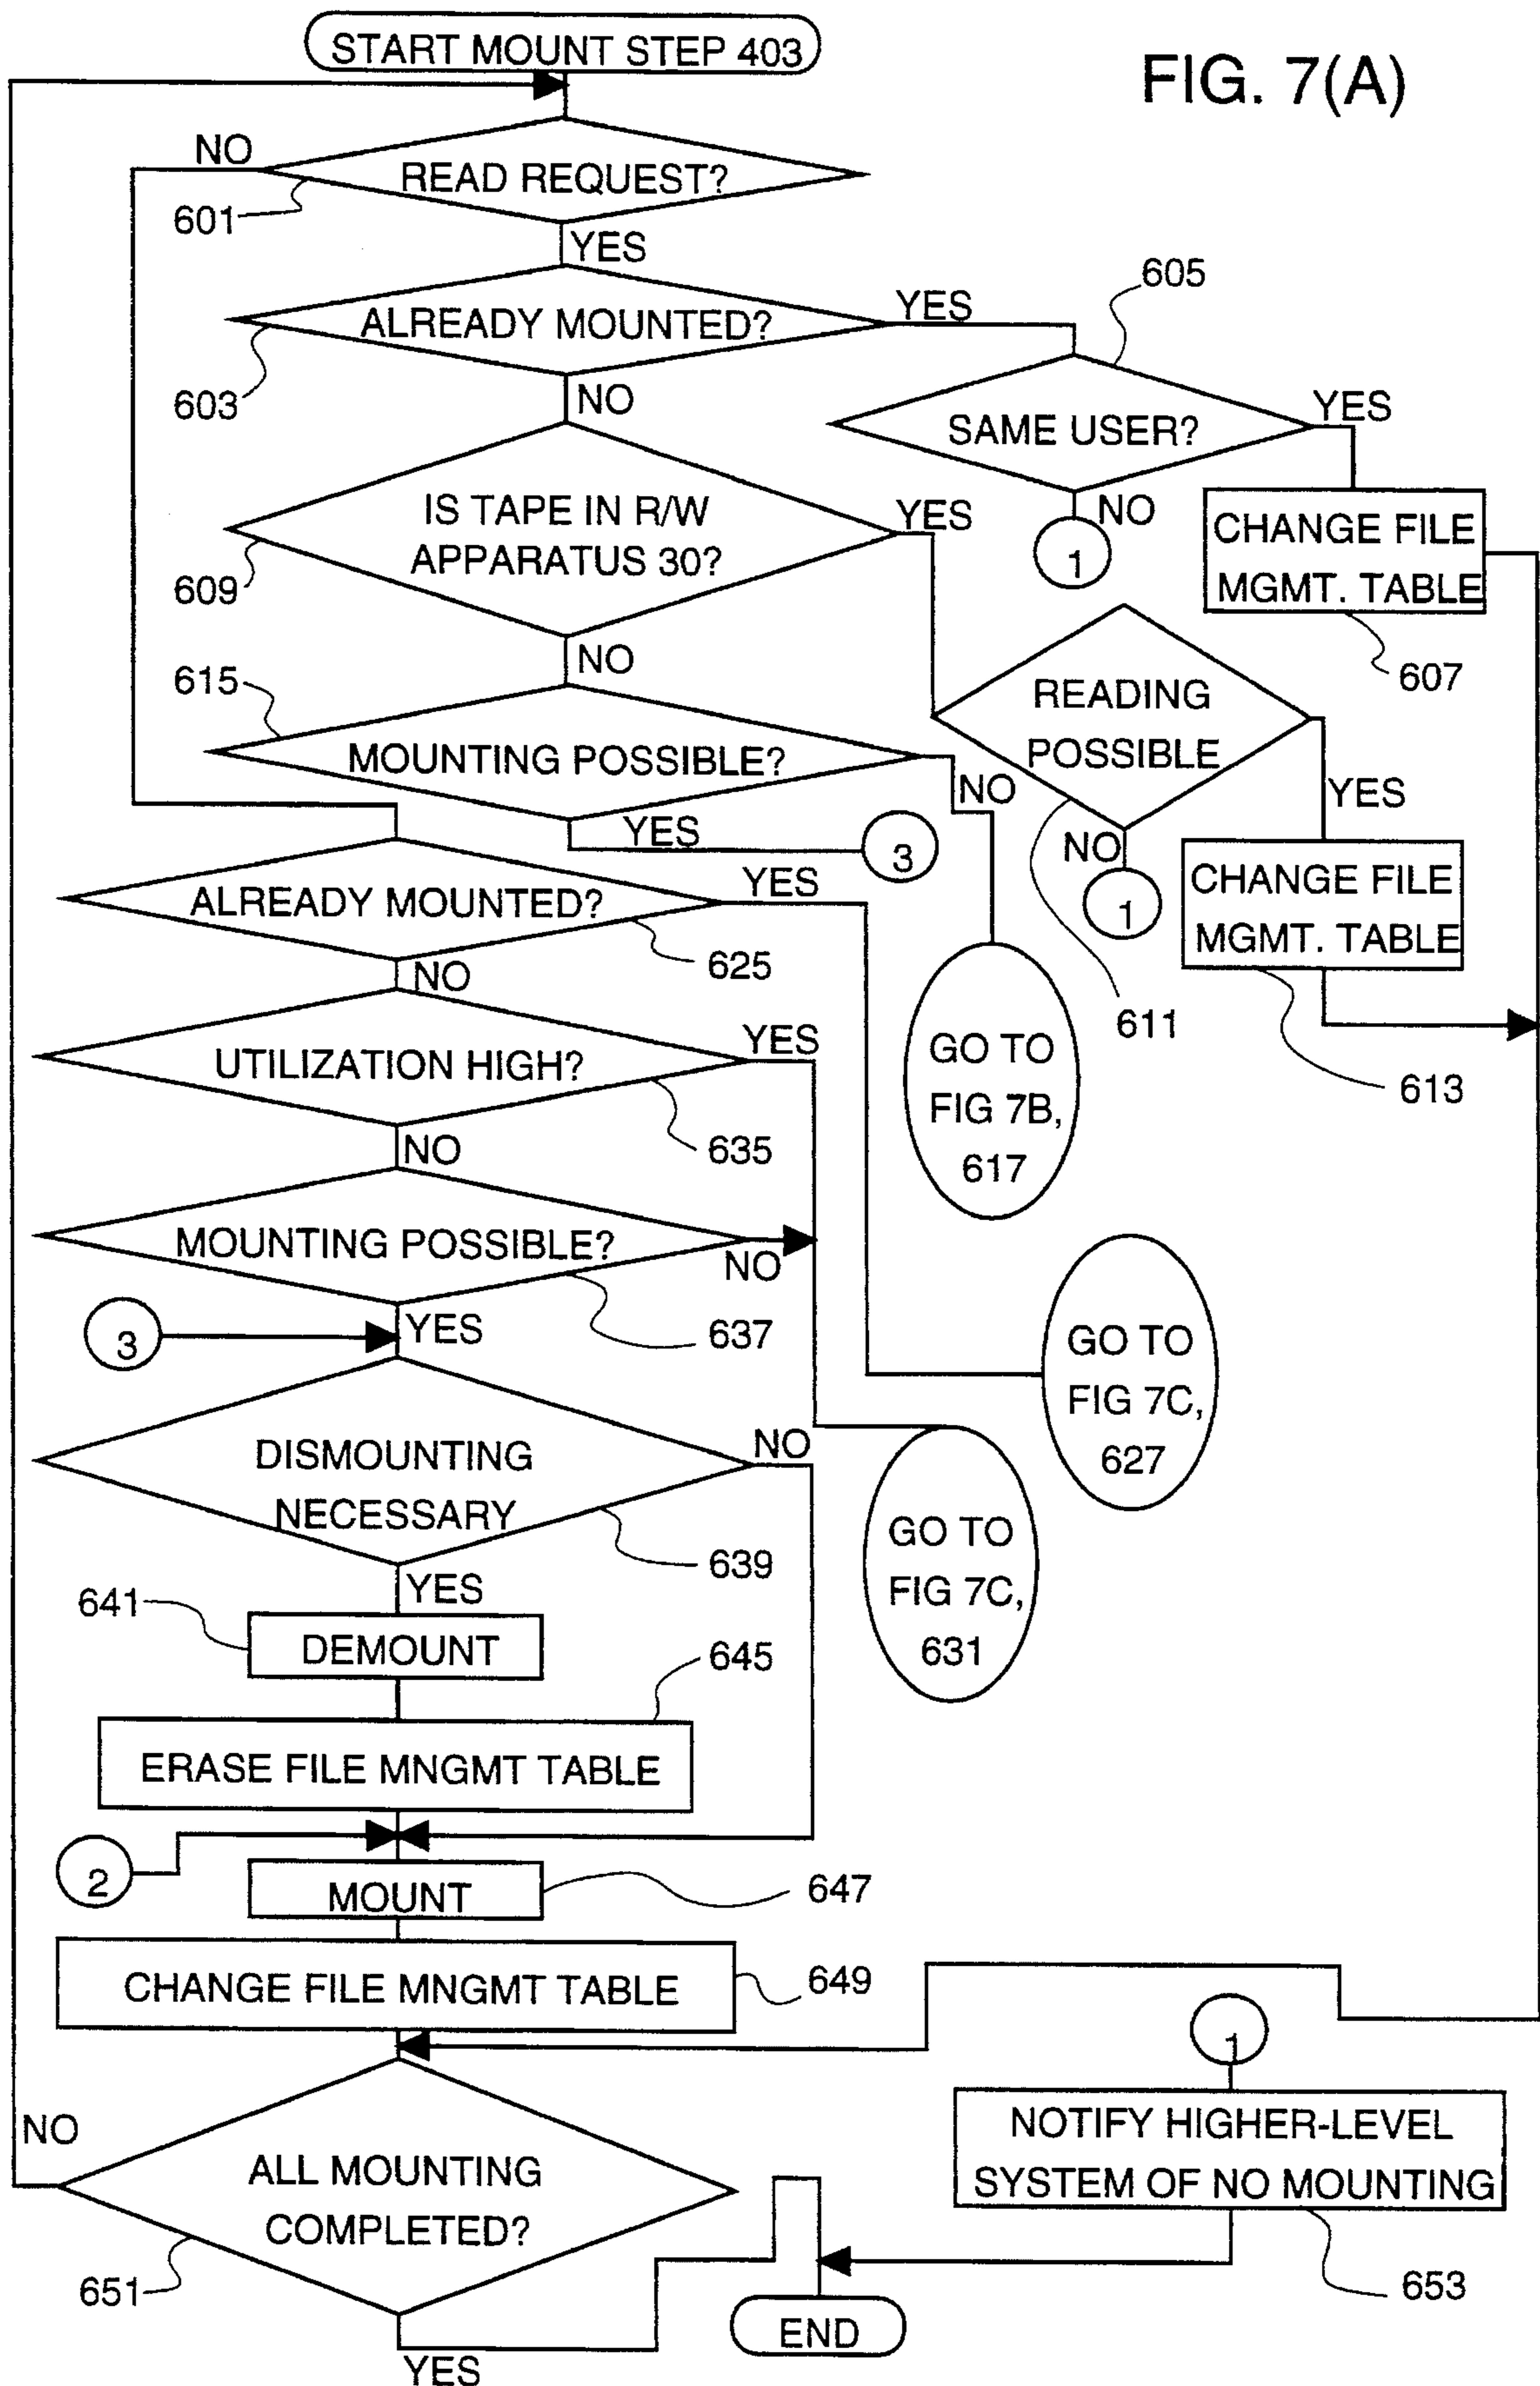 START MOUNT STEP 403
FIG. 7(A)
NO
READ REQUEST?
601
YES
605
ALREADY MOUNTED?
YES
603
NO
SAME USER?
YES
NO
1
IS TAPE IN R/W
APPARATUS 30?
YES
609
NO
CHANGE FILE
MGMT. TABLE
607
615
READING
POSSIBLE
MOUNTING POSSIBLE?
NO
YES
YES
3
NO
1
611
CHANGE FILE
MGMT. TABLE
613
ALREADY MOUNTED?
YES
625
NO
GO TO
FIG 7B,
617
UTILIZATION HIGH?
YES
635
NO
MOUNTING POSSIBLE?
NO
637
3
YES
GO TO
FIG 7C,
627
DISMOUNTING
NECESSARY
NO
639
YES
GO TO
FIG 7C,
631
641
DEMOUNT
645
ERASE FILE MNGMT TABLE
2
MOUNT
647
CHANGE FILE MNGMT TABLE
649
1
NO
ALL MOUNTING
COMPLETED?
651
YES
NOTIFY HIGHER-LEVEL
SYSTEM OF NO MOUNTING
653
END